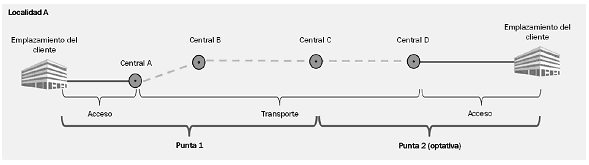 Localidad A
Emplazamiento del
cliente
Central A
Central B
Central C
Central D
Emplazamiento del
cliente
Acceso
Transporte
Acceso
Punta 1
Punta 2 (optativa)